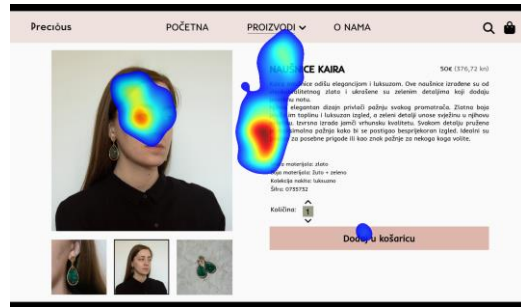 Precious POČETNA PROIZVODI O NAMA
KAIRA 50€ (376,72 kn)
odišu elegancijom i luksuzom. Ove naušnice izrađene su od
zlata i ukrašene su zelenim detaljima koji dodaju
notu.
elegantan dizajn privlači pažnju svakog promatrača. Zlatna boja
toplinu i luksuzan izgled, a zeleni detalji unose svježinu u njihovu
Izvrsna izrada jamči vrhunsku kvalitetu. Svakom detalju pružena
pažnja kako bi se postigao besprijekoran izgled. Idealni su
za posebne prigode ili kao znak pažnje za nekoga koga volite.
materijala: zlato
materijala: žuto + zeleno
Kolekcija nakita: luksuzno
Šifra: 0735732
Količina: 1
u košaricu